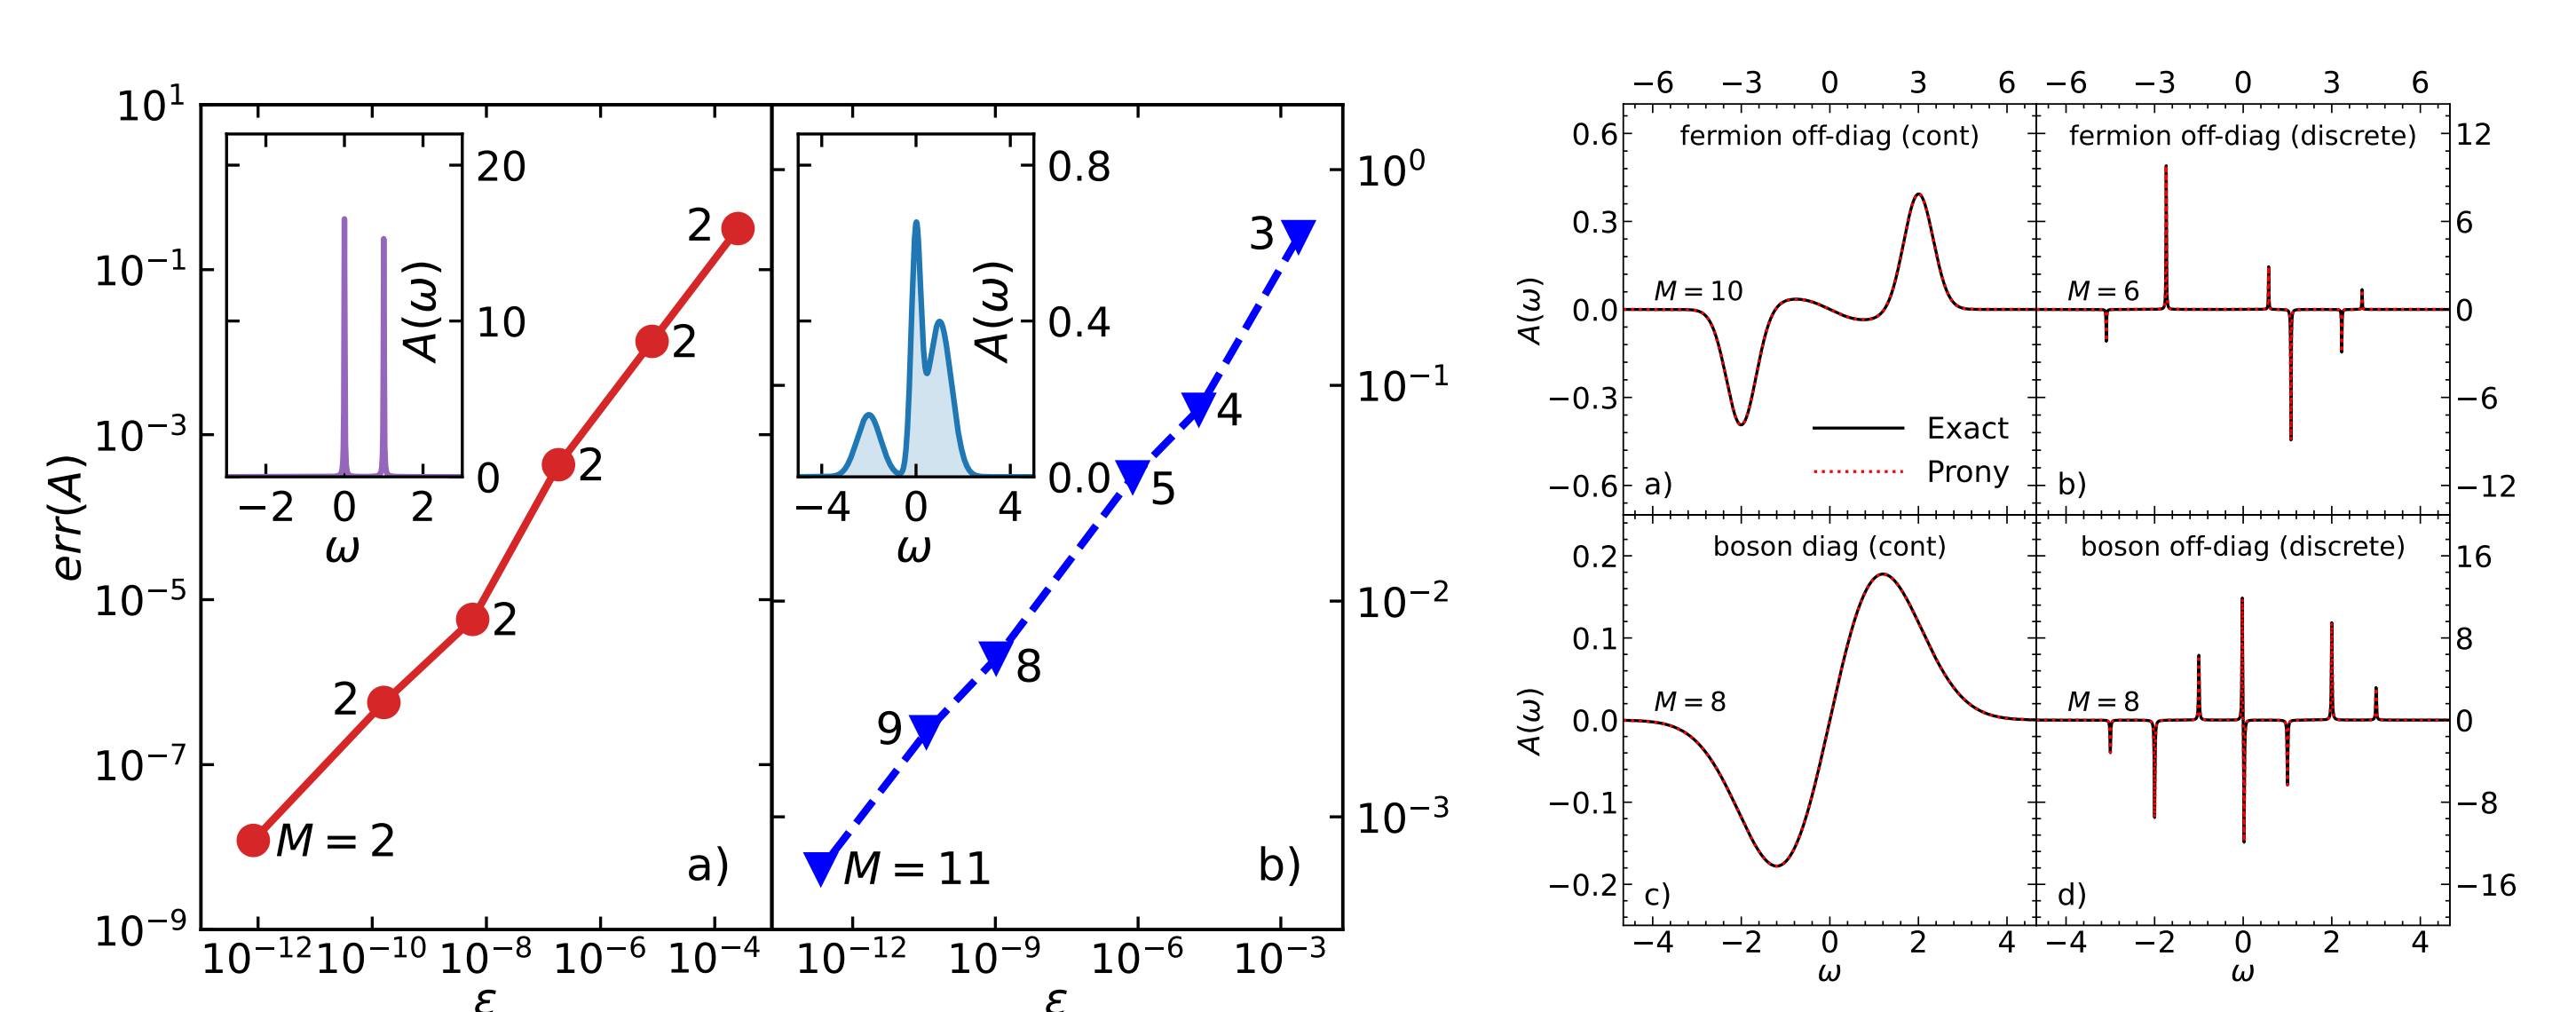 10¹
10⁻¹
10⁻³
10⁻⁵
10⁻⁷
10⁻⁹
err(A)
20
10
0
A(ω)
−2 0 2
ω
2
2
2
2
2
M = 2
a)
10⁻¹² 10⁻¹⁰ 10⁻⁸ 10⁻⁶ 10⁻⁴
ε
0.8
0.4
0.0
A(ω)
−4 0 4
ω
3
4
5
8
9
M = 11
b)
10⁰
10⁻¹
10⁻²
10⁻³
10⁻¹² 10⁻⁹ 10⁻⁶ 10⁻³
ε
−6 −3 0 3 6
−6 −3 0 3 6
fermion off-diag (cont)
0.6
0.3
0.0
−0.3
−0.6
A(ω)
M = 10
Exact
Prony
a)
fermion off-diag (discrete)
12
6
0
−6
−12
M = 6
b)
boson diag (cont)
0.2
0.1
0.0
−0.1
−0.2
A(ω)
M = 8
c)
−4 −2 0 2 4
ω
boson off-diag (discrete)
16
8
0
−8
−16
M = 8
d)
−4 −2 0 2 4
ω